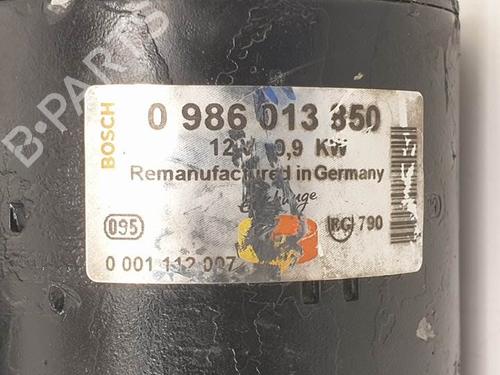 B-PARTS
BOSCH
0 986 013 850
12 V 0,9 KW
Remanufactured in Germany
Exchange
095
790
0 001 112 007